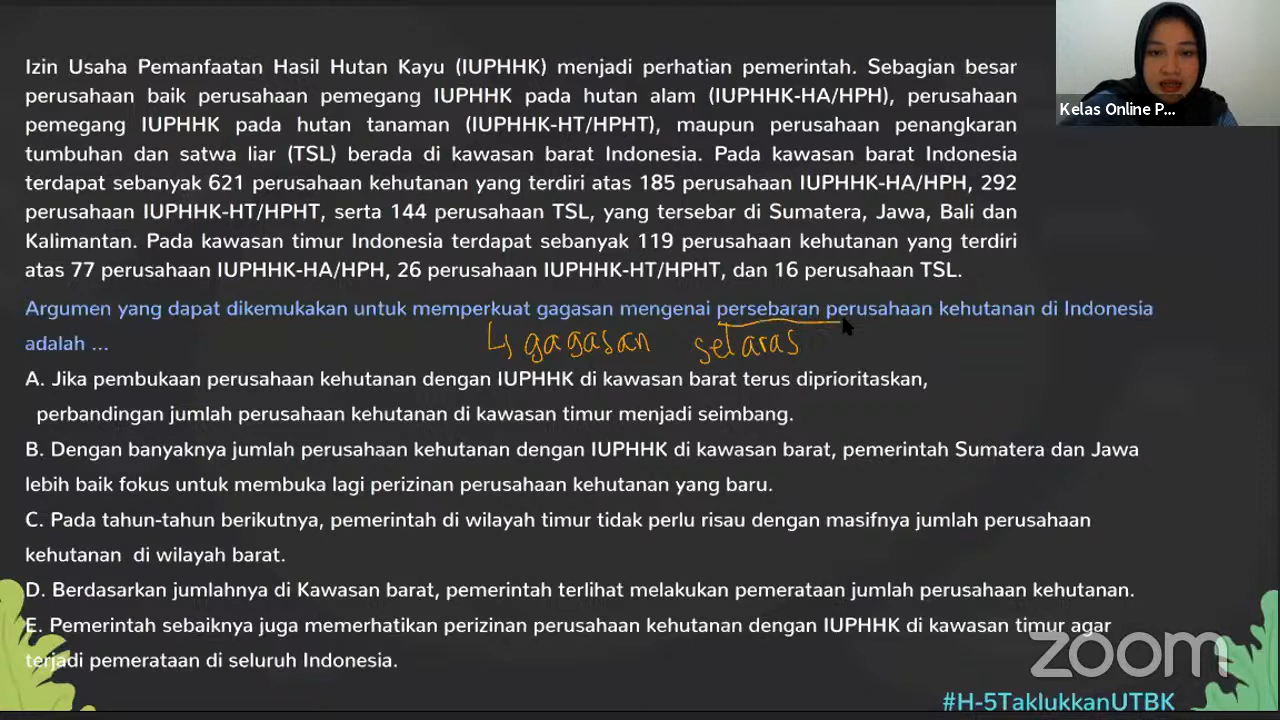 Izin Usaha Pemanfaatan Hasil Hutan Kayu (IUPHHK) menjadi perhatian pemerintah. Sebagian besar
perusahaan baik perusahaan pemegang IUPHHK pada hutan alam (IUPHHK-HA/HPH), perusahaan
Kelas Online P...
pemegang IUPHHK pada hutan tanaman (IUPHHK-HT/HPHT), maupun perusahaan penangkaran
tumbuhan dan satwa liar (TSL) berada di kawasan barat Indonesia. Pada kawasan barat Indonesia
terdapat sebanyak 621 perusahaan kehutanan yang terdiri atas 185 perusahaan IUPHHK-HA/HPH, 292
perusahaan IUPHHK-HT/HPHT, serta 144 perusahaan TSL, yang tersebar di Sumatera, Jawa, Bali dan
Kalimantan. Pada kawasan timur Indonesia terdapat sebanyak 119 perusahaan kehutanan yang terdiri
atas 77 perusahaan IUPHHK-HA/HPH, 26 perusahaan IUPHHK-HT/HPHT, dan 16 perusahaan TSL.
Argumen yang dapat dikemukakan untuk memperkuat gagasan mengenai persebaran perusahaan kehutanan di Indonesia
adalah ...
↳ gagasan setaras
A. Jika pembukaan perusahaan kehutanan dengan IUPHHK di kawasan barat terus diprioritaskan,
perbandingan jumlah perusahaan kehutanan di kawasan timur menjadi seimbang.
B. Dengan banyaknya jumlah perusahaan kehutanan dengan IUPHHK di kawasan barat, pemerintah Sumatera dan Jawa
lebih baik fokus untuk membuka lagi perizinan perusahaan kehutanan yang baru.
C. Pada tahun-tahun berikutnya, pemerintah di wilayah timur tidak perlu risau dengan masifnya jumlah perusahaan
kehutanan di wilayah barat.
D. Berdasarkan jumlahnya di Kawasan barat, pemerintah terlihat melakukan pemerataan jumlah perusahaan kehutanan.
E. Pemerintah sebaiknya juga memerhatikan perizinan perusahaan kehutanan dengan IUPHHK di kawasan timur agar
terjadi pemerataan di seluruh Indonesia.
zoom
#H-5TaklukkanUTBK